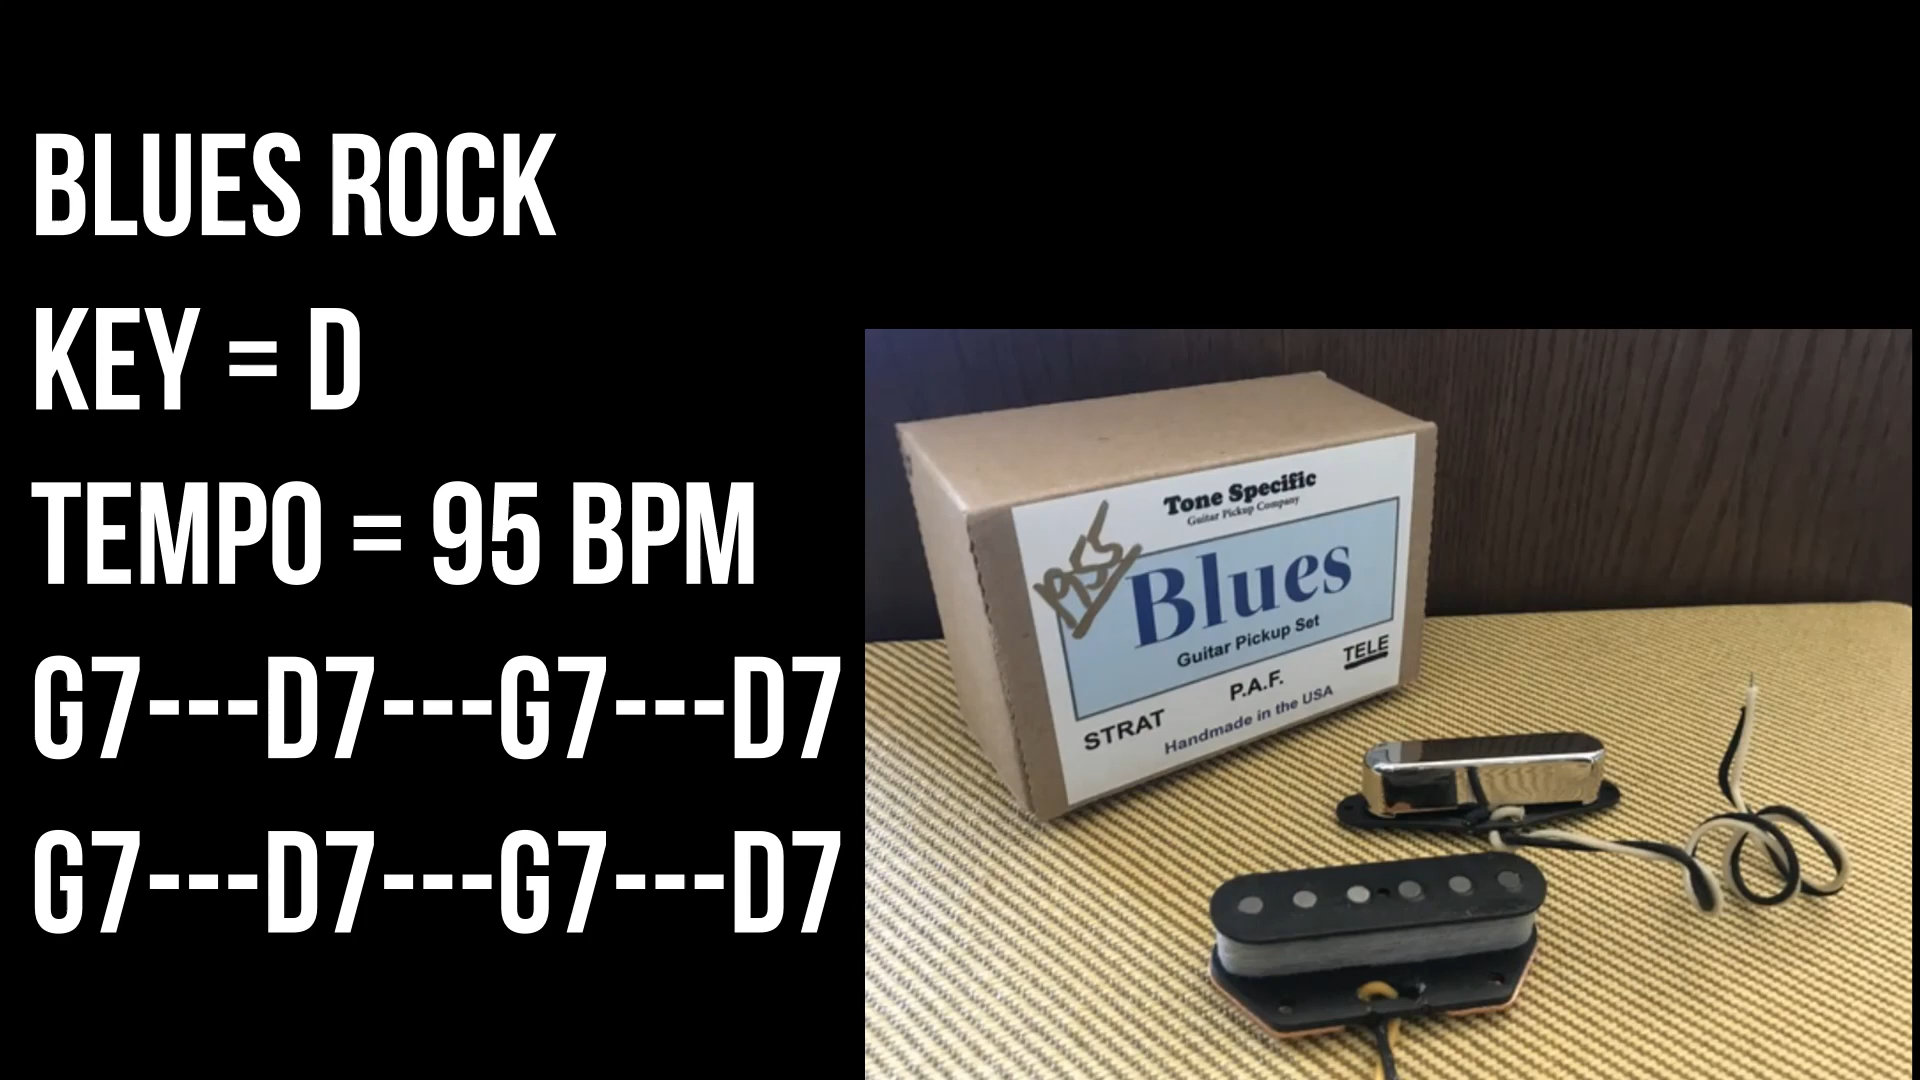 BLUES ROCK
KEY = D
TEMPO = 95 BPM
G7---D7---G7---D7
G7---D7---G7---D7
Tone Specific
Guitar Pickup Company
Blues
Guitar Pickup Set
STRAT P.A.F. TELE
Handmade in the USA